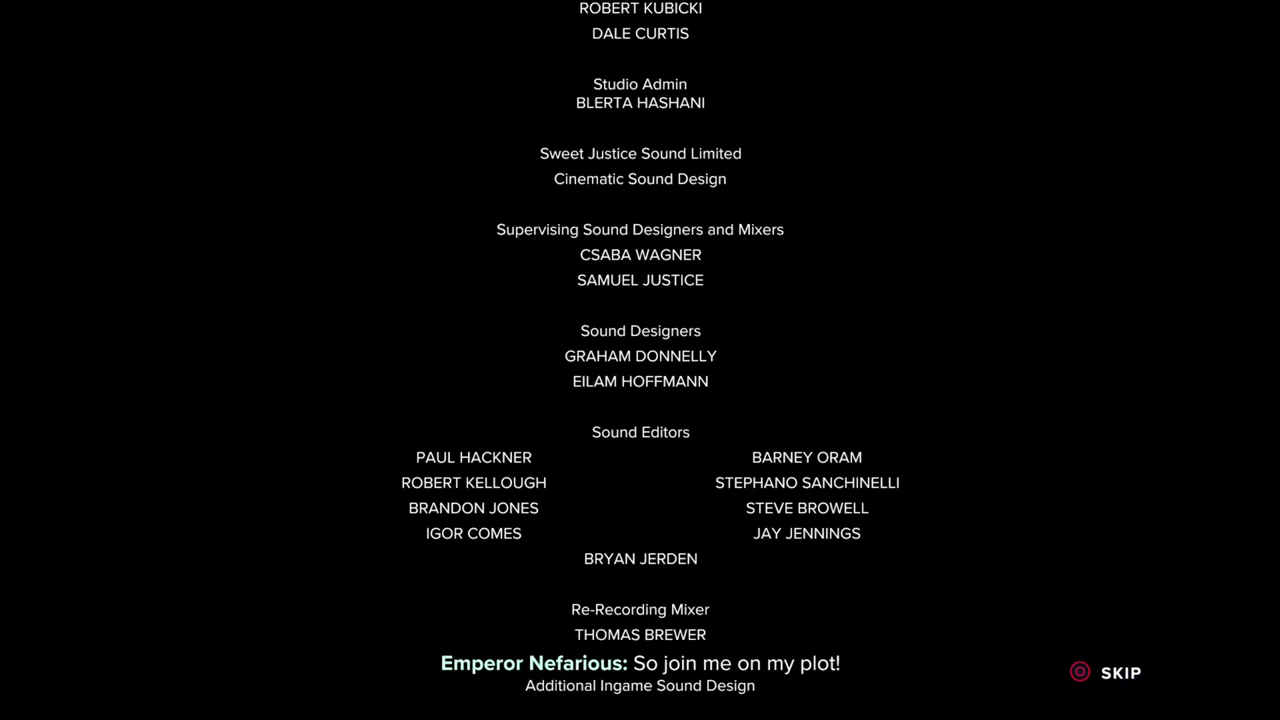 ROBERT KUBICKI
DALE CURTIS
Studio Admin
BLERTA HASHANI
Sweet Justice Sound Limited
Cinematic Sound Design
Supervising Sound Designers and Mixers
CSABA WAGNER
SAMUEL JUSTICE
Sound Designers
GRAHAM DONNELLY
EILAM HOFFMANN
Sound Editors
PAUL HACKNER BARNEY ORAM
ROBERT KELLOUGH STEPHANO SANCHINELLI
BRANDON JONES STEVE BROWELL
IGOR COMES JAY JENNINGS
BRYAN JERDEN
Re-Recording Mixer
THOMAS BREWER
Emperor Nefarious: So join me on my plot!
SKIP
Additional Ingame Sound Design